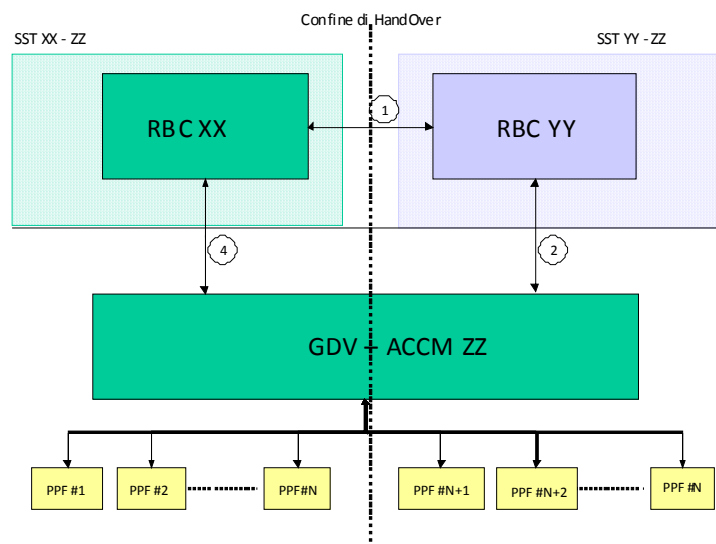 Confine di HandOver
SST XX - ZZ
SST YY - ZZ
RBC XX
1
RBC YY
4
2
GDV – ACCM ZZ
PPF #1
PPF #2
PPF#N
PPF #N+1
PPF #N+2
PPF #N